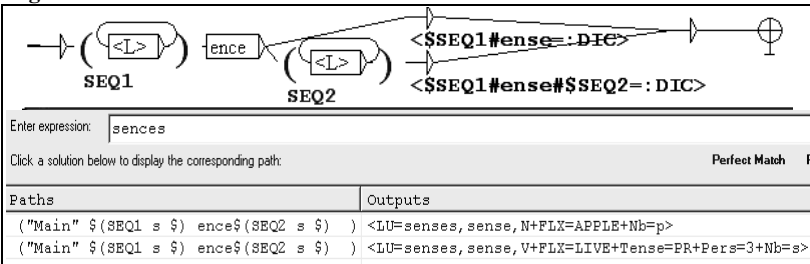 <L> ence <L> <$SEQ1#ense=:DIC>
SEQ1 SEQ2 <$SEQ1#ense#$SEQ2=:DIC>
Enter expression: sences
Click a solution below to display the corresponding path: Perfect Match
Paths Outputs
("Main" $(SEQ1 s $) ence$(SEQ2 s $) ) <LU=senses,sense,N+FLX=APPLE+Nb=p>
("Main" $(SEQ1 s $) ence$(SEQ2 s $) ) <LU=senses,sense,V+FLX=LIVE+Tense=PR+Pers=3+Nb=s>